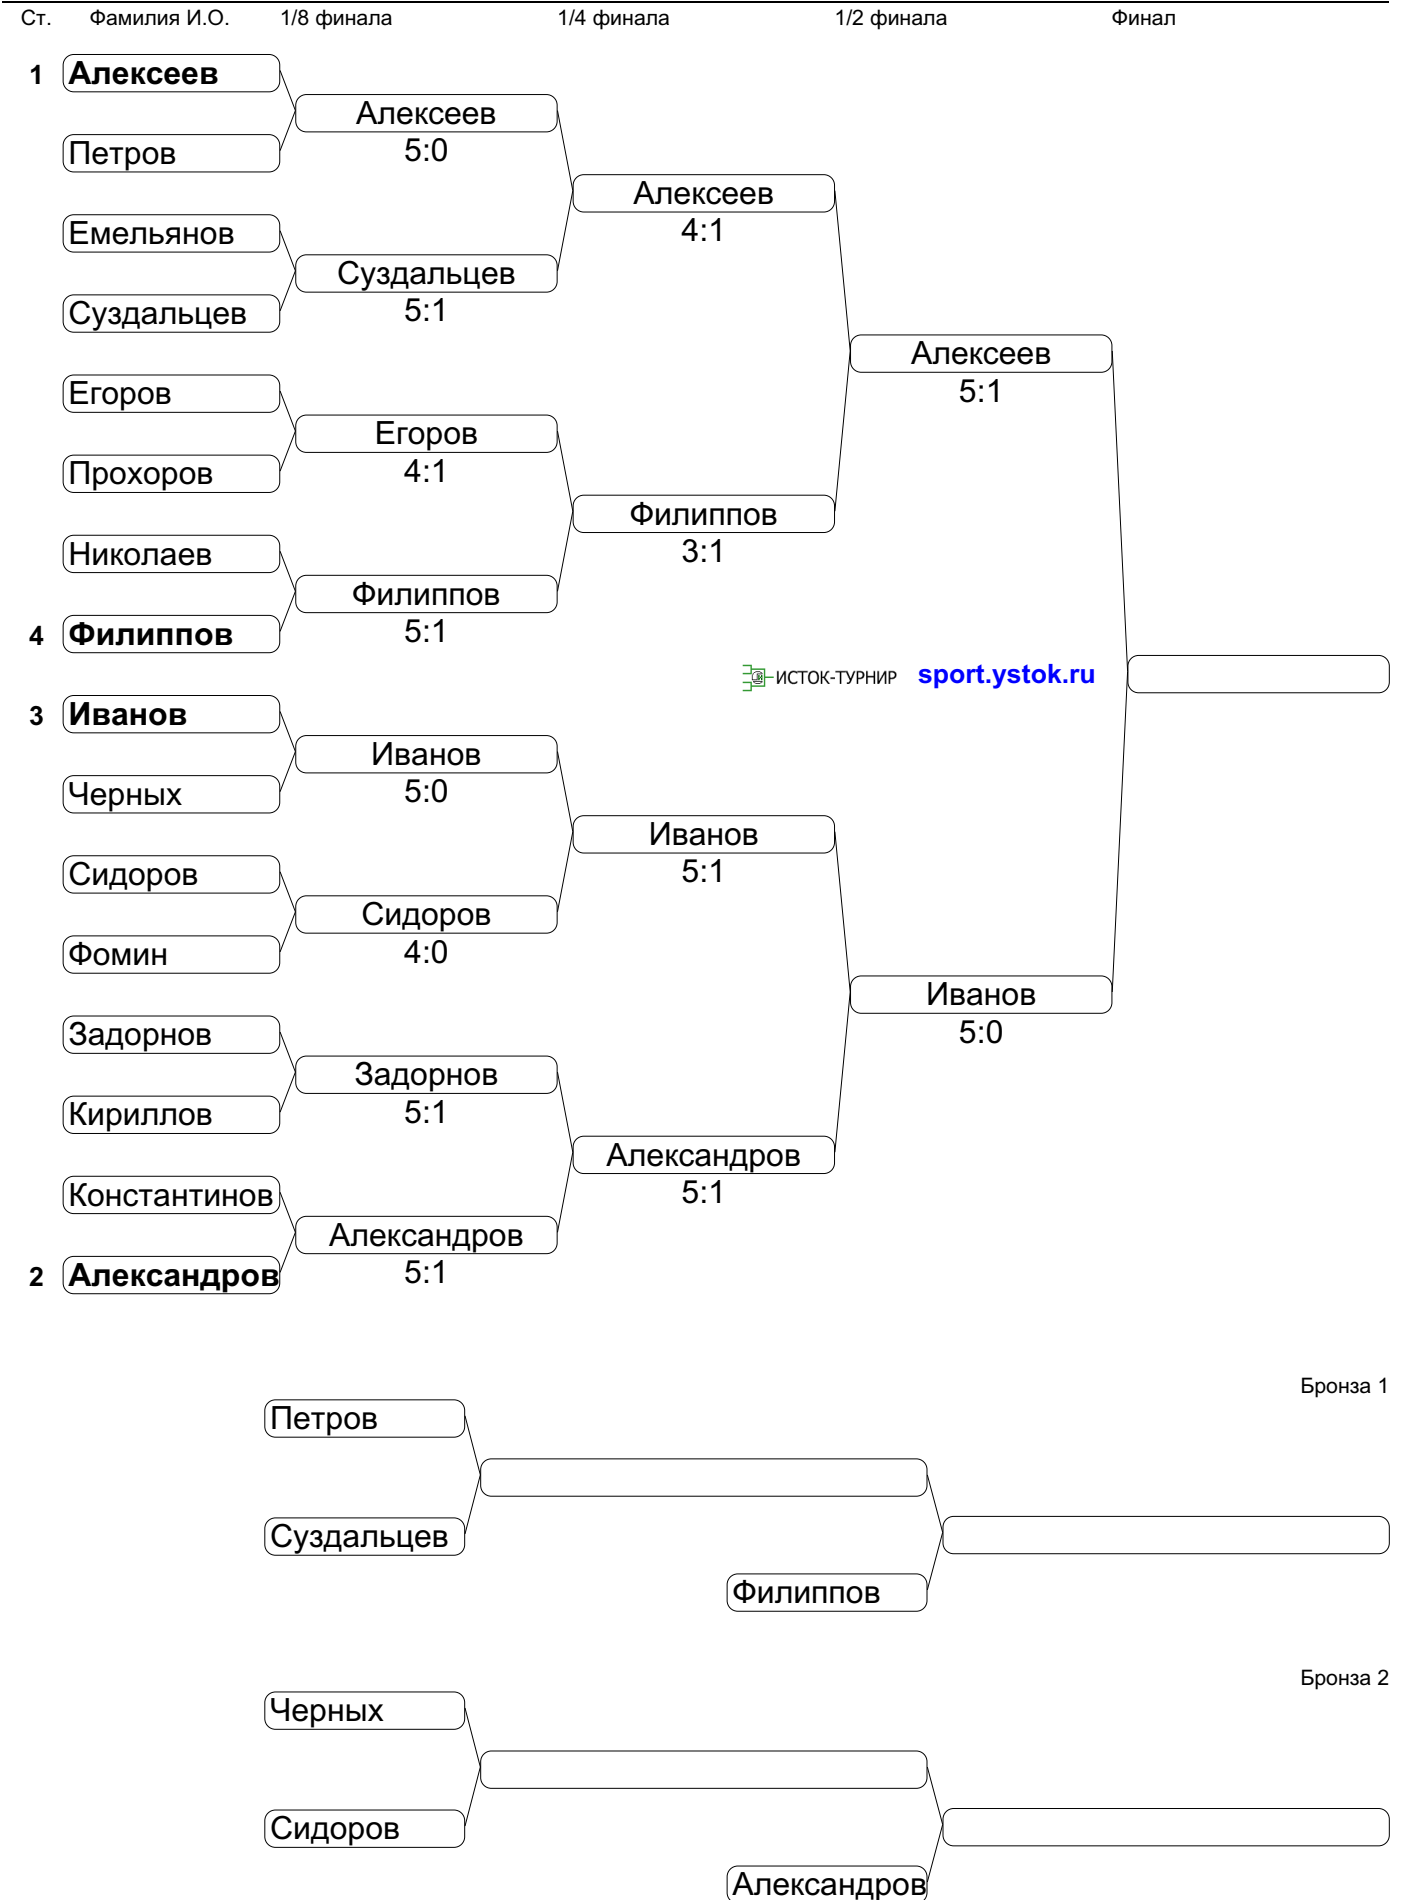 Ст. Фамилия И.О. 1/8 финала 1/4 финала 1/2 финала Финал
1 Алексеев
Алексеев
Петров 5:0
Алексеев
Емельянов 4:1
Суздальцев
Суздальцев 5:1
Алексеев
Егоров 5:1
Егоров
Прохоров 4:1
Филиппов
Николаев 3:1
Филиппов
4 Филиппов 5:1
ИСТОК-ТУРНИР sport.ystok.ru
3 Иванов
Иванов
Черных 5:0
Иванов
Сидоров 5:1
Сидоров
Фомин 4:0
Иванов
Задорнов 5:0
Задорнов
Кириллов 5:1
Александров
Константинов 5:1
Александров
2 Александров 5:1
Бронза 1
Петров
Суздальцев
Филиппов
Бронза 2
Черных
Сидоров
Александров